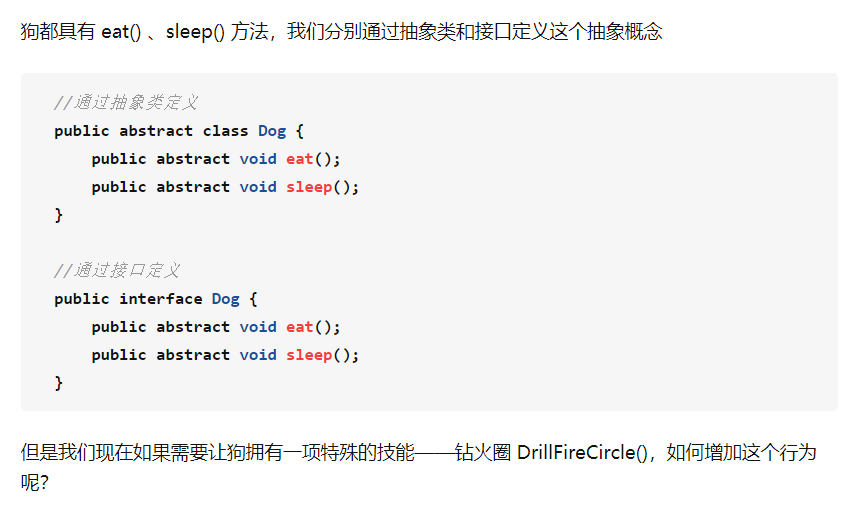 狗都具有 eat() 、sleep() 方法，我们分别通过抽象类和接口定义这个抽象概念
//通过抽象类定义
public abstract class Dog {
    public abstract void eat();
    public abstract void sleep();
}
//通过接口定义
public interface Dog {
    public abstract void eat();
    public abstract void sleep();
}
但是我们现在如果需要让狗拥有一项特殊的技能——钻火圈 DrillFireCircle()，如何增加这个行为
呢？